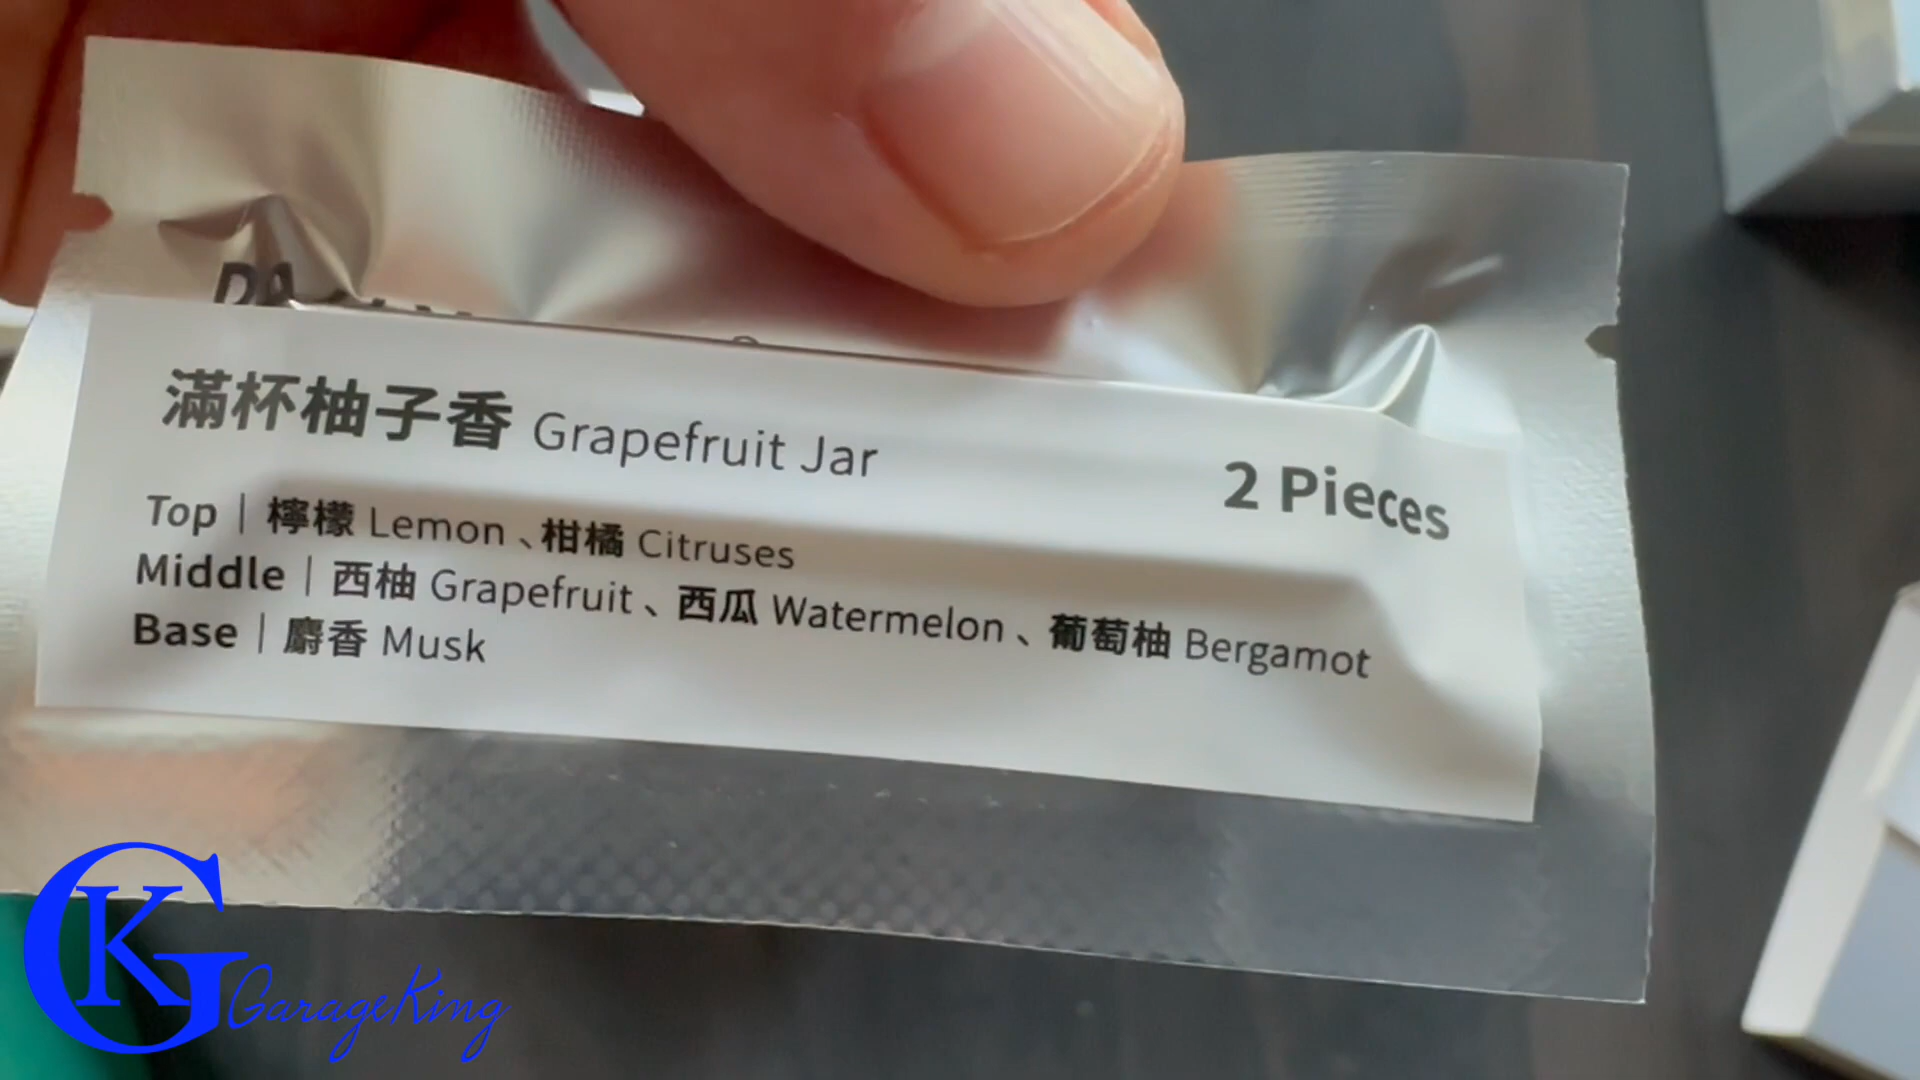 滿杯柚子香 Grapefruit Jar
2 Pieces
Top | 檸檬 Lemon、柑橘 Citruses
Middle | 西柚 Grapefruit、西瓜 Watermelon、葡萄柚 Bergamot
Base | 麝香 Musk
GK
GarageKing